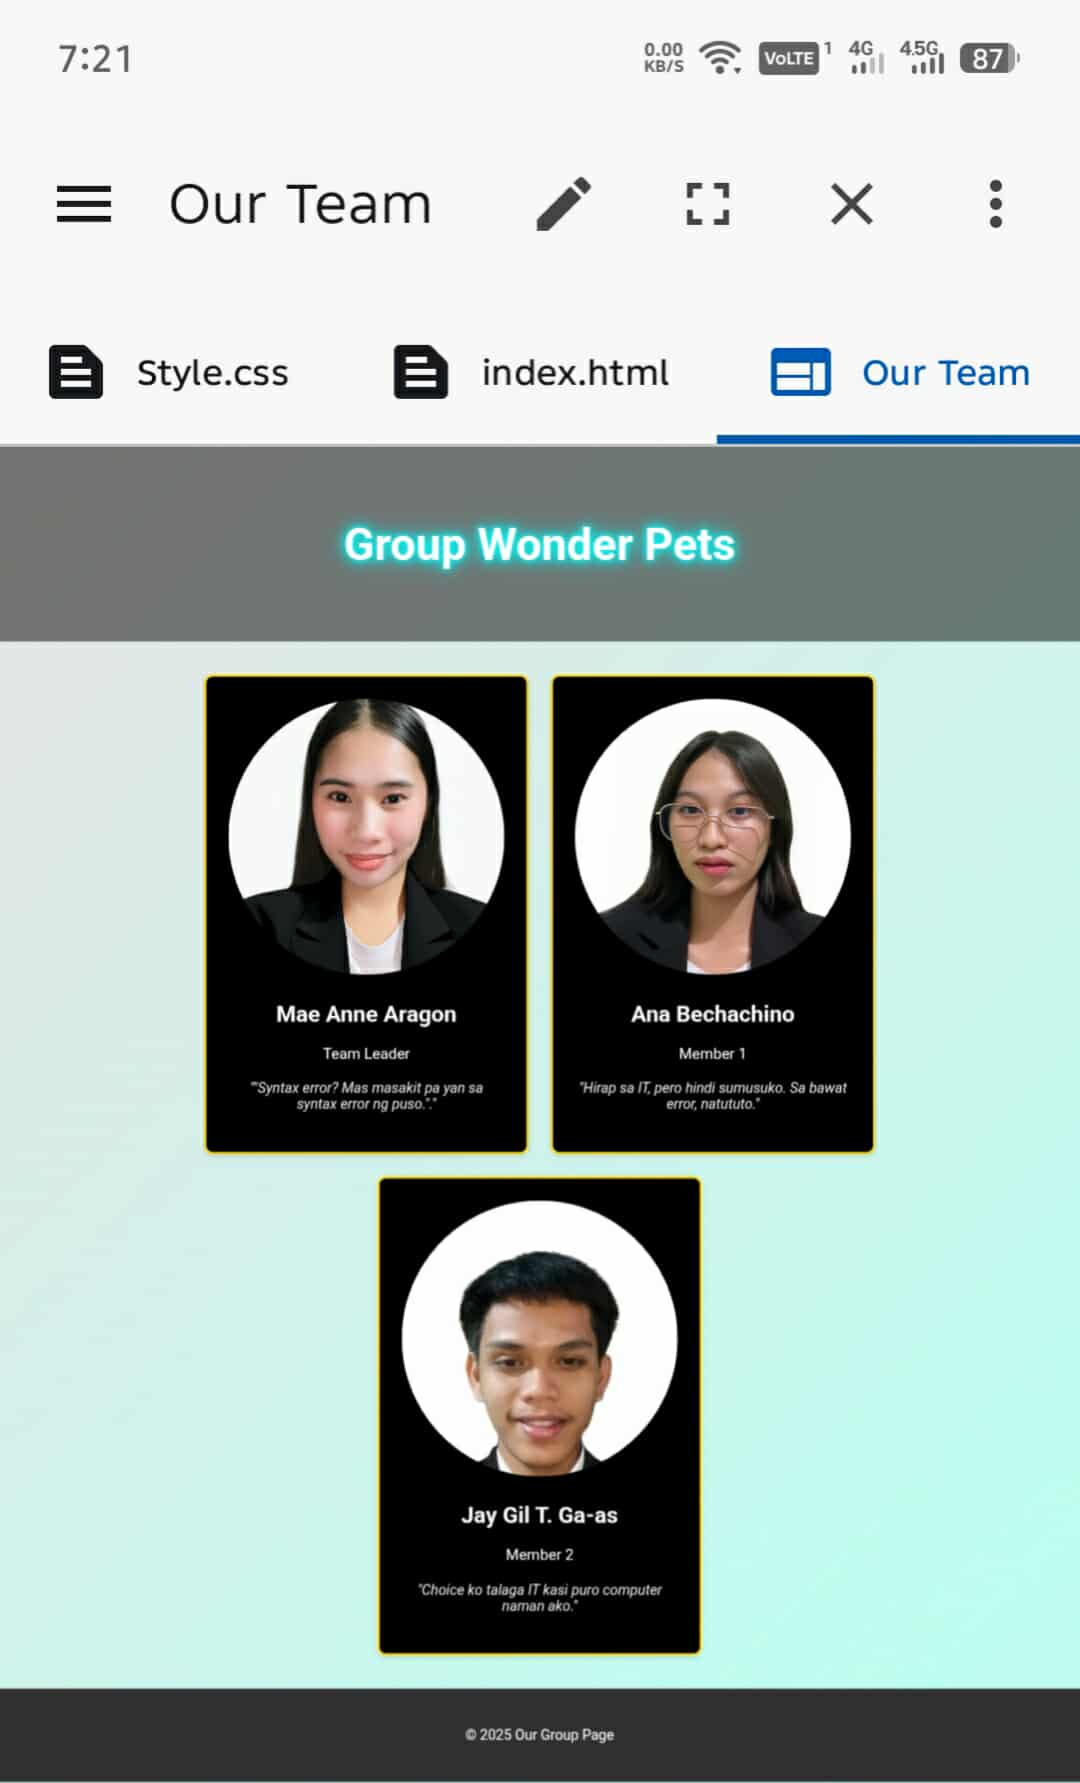 7:21
0.00
KB/S
VoLTE 1
4G
4.5G
87
Our Team
Style.css
index.html
Our Team
Group Wonder Pets
Mae Anne Aragon
Team Leader
""Syntax error? Mas masakit pa yan sa
syntax error ng puso."."
Ana Bechachino
Member 1
"Hirap sa IT, pero hindi sumusuko. Sa bawat
error, natututo."
Jay Gil T. Ga-as
Member 2
"Choice ko talaga IT kasi puro computer
naman ako."
© 2025 Our Group Page